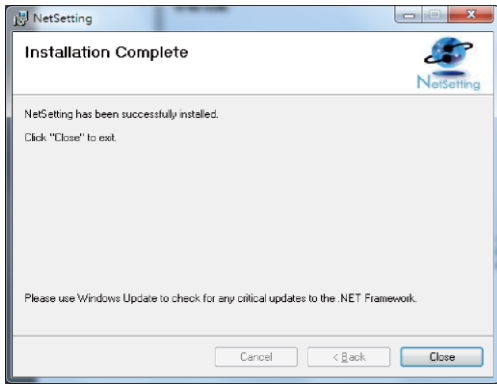 NetSetting
Installation Complete
NetSetting
NetSetting has been successfully installed.
Click "Close" to exit.
Please use Windows Update to check for any critical updates to the .NET Framework.
Cancel
< Back
Close